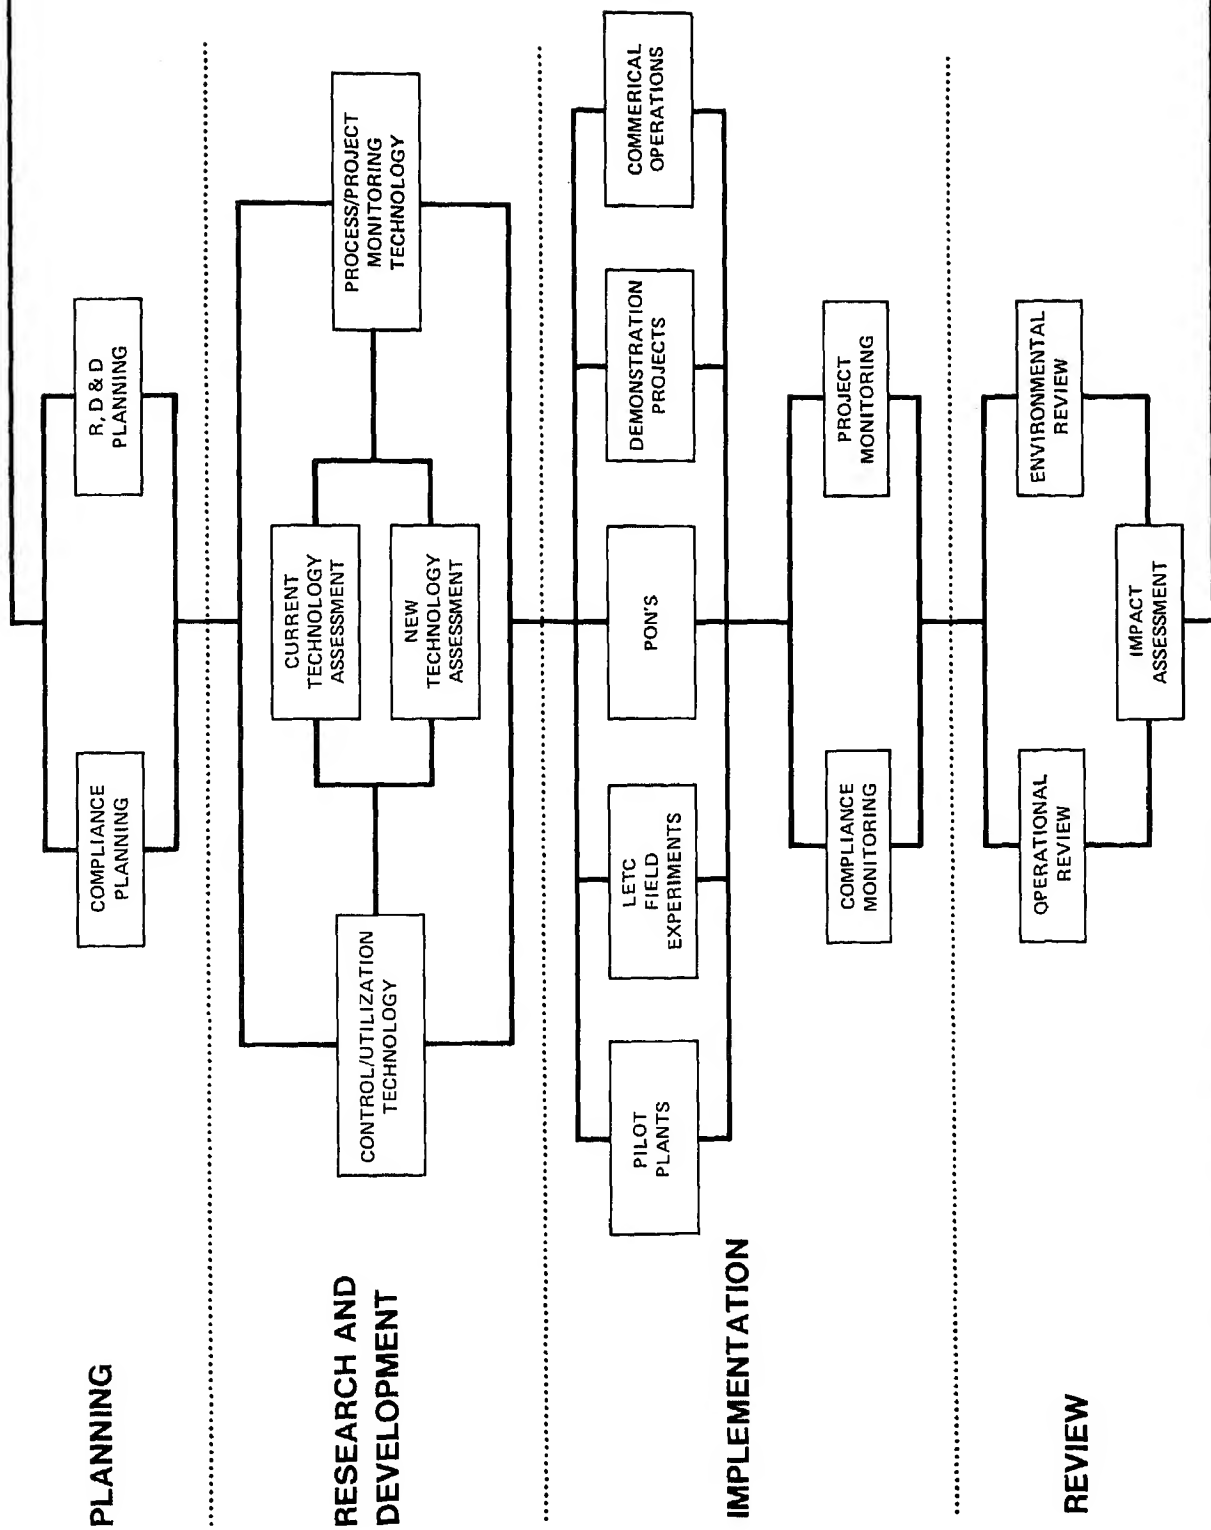 PLANNING
COMPLIANCE
PLANNING
R, D & D
PLANNING
RESEARCH AND
DEVELOPMENT
CONTROL/UTILIZATION
TECHNOLOGY
CURRENT
TECHNOLOGY
ASSESSMENT
NEW
TECHNOLOGY
ASSESSMENT
PROCESS/PROJECT
MONITORING
TECHNOLOGY
IMPLEMENTATION
PILOT
PLANTS
LETC
FIELD
EXPERIMENTS
PON'S
DEMONSTRATION
PROJECTS
COMMERICAL
OPERATIONS
COMPLIANCE
MONITORING
PROJECT
MONITORING
REVIEW
OPERATIONAL
REVIEW
ENVIRONMENTAL
REVIEW
IMPACT
ASSESSMENT